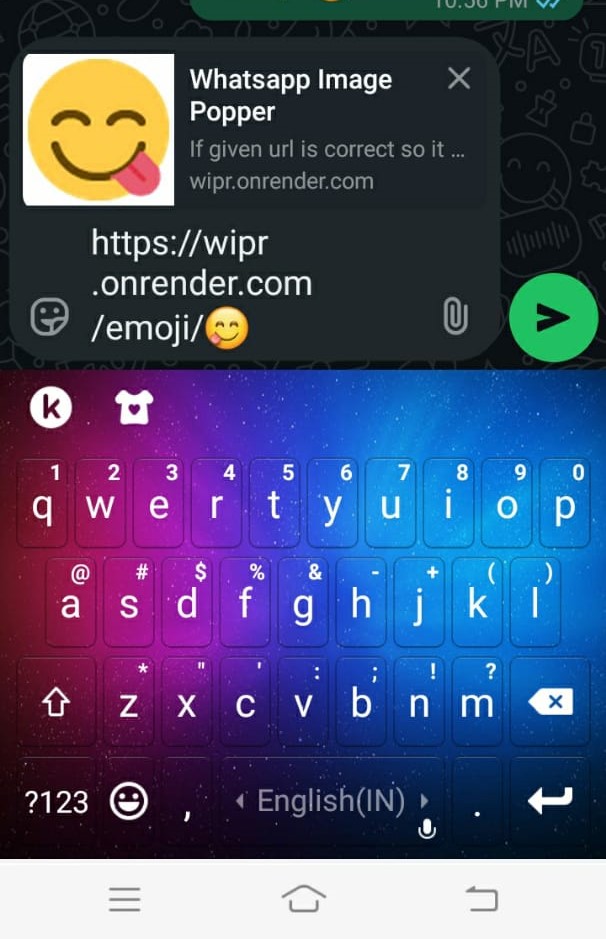 10:56 PM
Whatsapp Image
Popper
If given url is correct so it ...
wipr.onrender.com
https://wipr
.onrender.com
/emoji/😋
k
1 2 3 4 5 6 7 8 9 0
q w e r t y u i o p
@ # $ % & - + ( )
a s d f g h j k l
* " ' : ; ! ?
z x c v b n m
?123 , English(IN) .